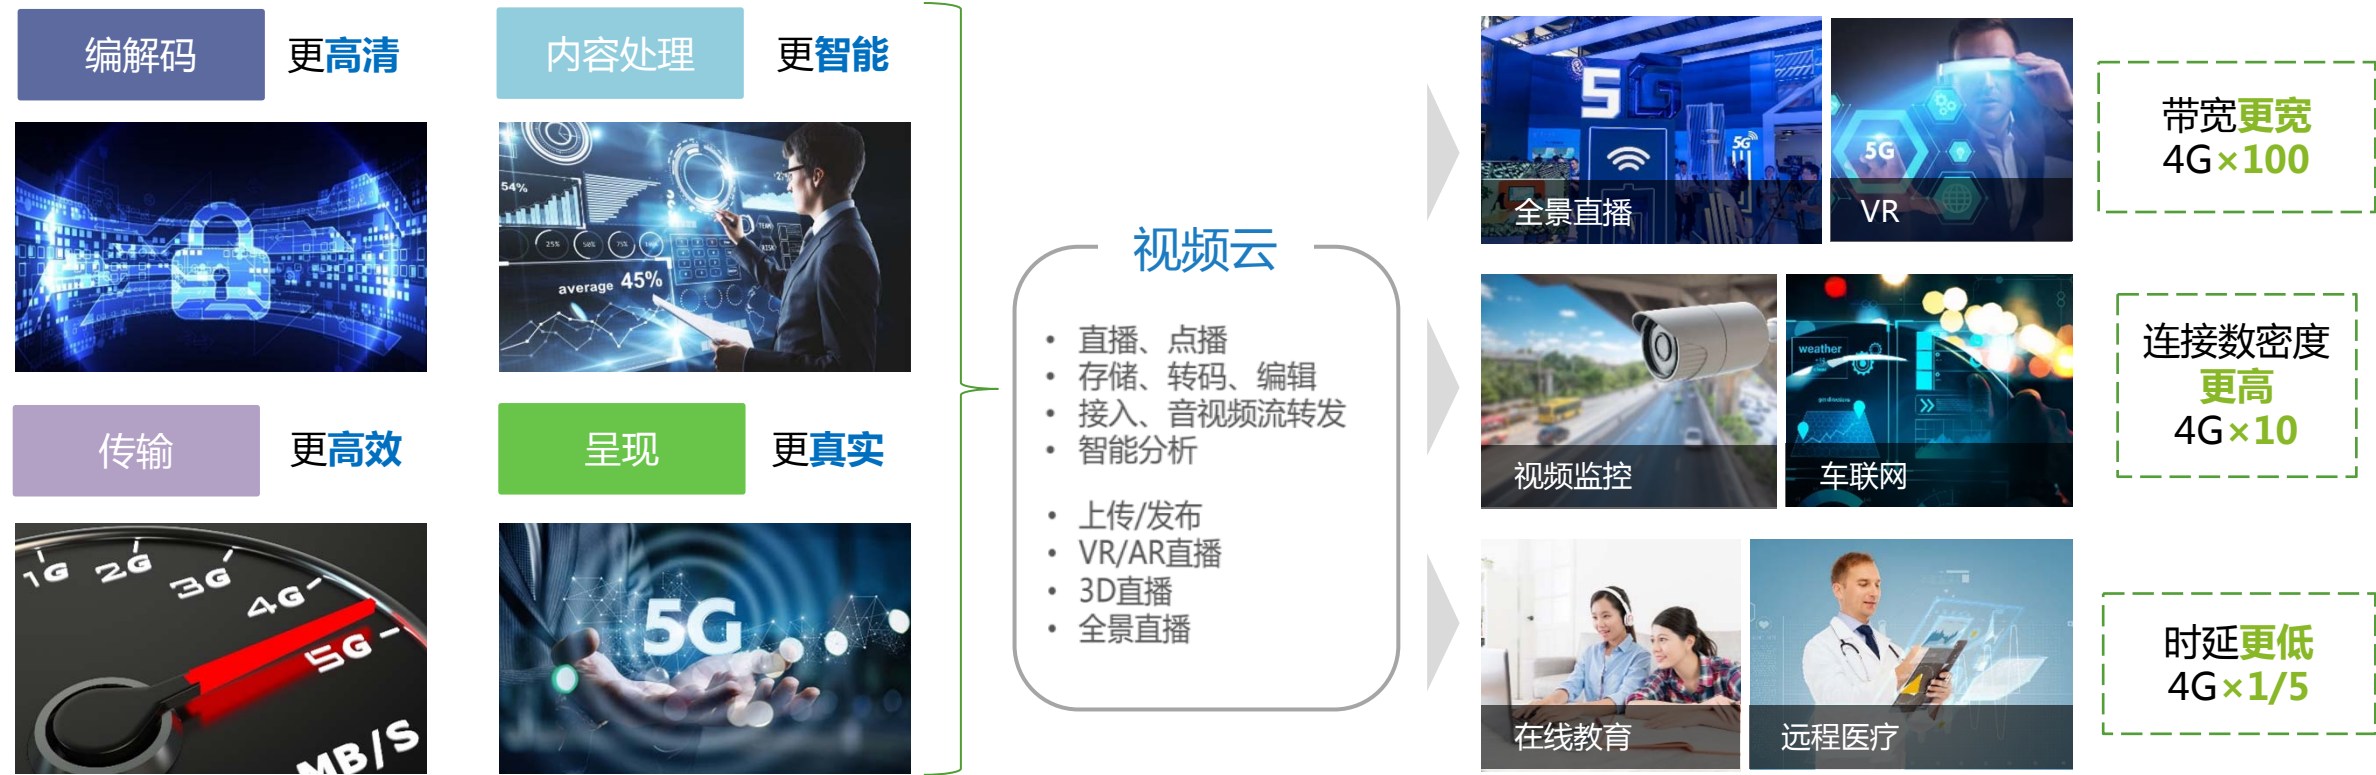 编解码
更高清
内容处理
更智能
54%
25%
50%
75%
average 45%
传输
更高效
呈现
更真实
1G
2G
3G
4G
5G
MB/S
5G
视频云
• 直播、点播
• 存储、转码、编辑
• 接入、音视频流转发
• 智能分析
• 上传/发布
• VR/AR直播
• 3D直播
• 全景直播
5G
5G
全景直播
5G
VR
带宽更宽
4G×100
视频监控
weather
车联网
连接数密度
更高
4G×10
在线教育
远程医疗
时延更低
4G×1/5